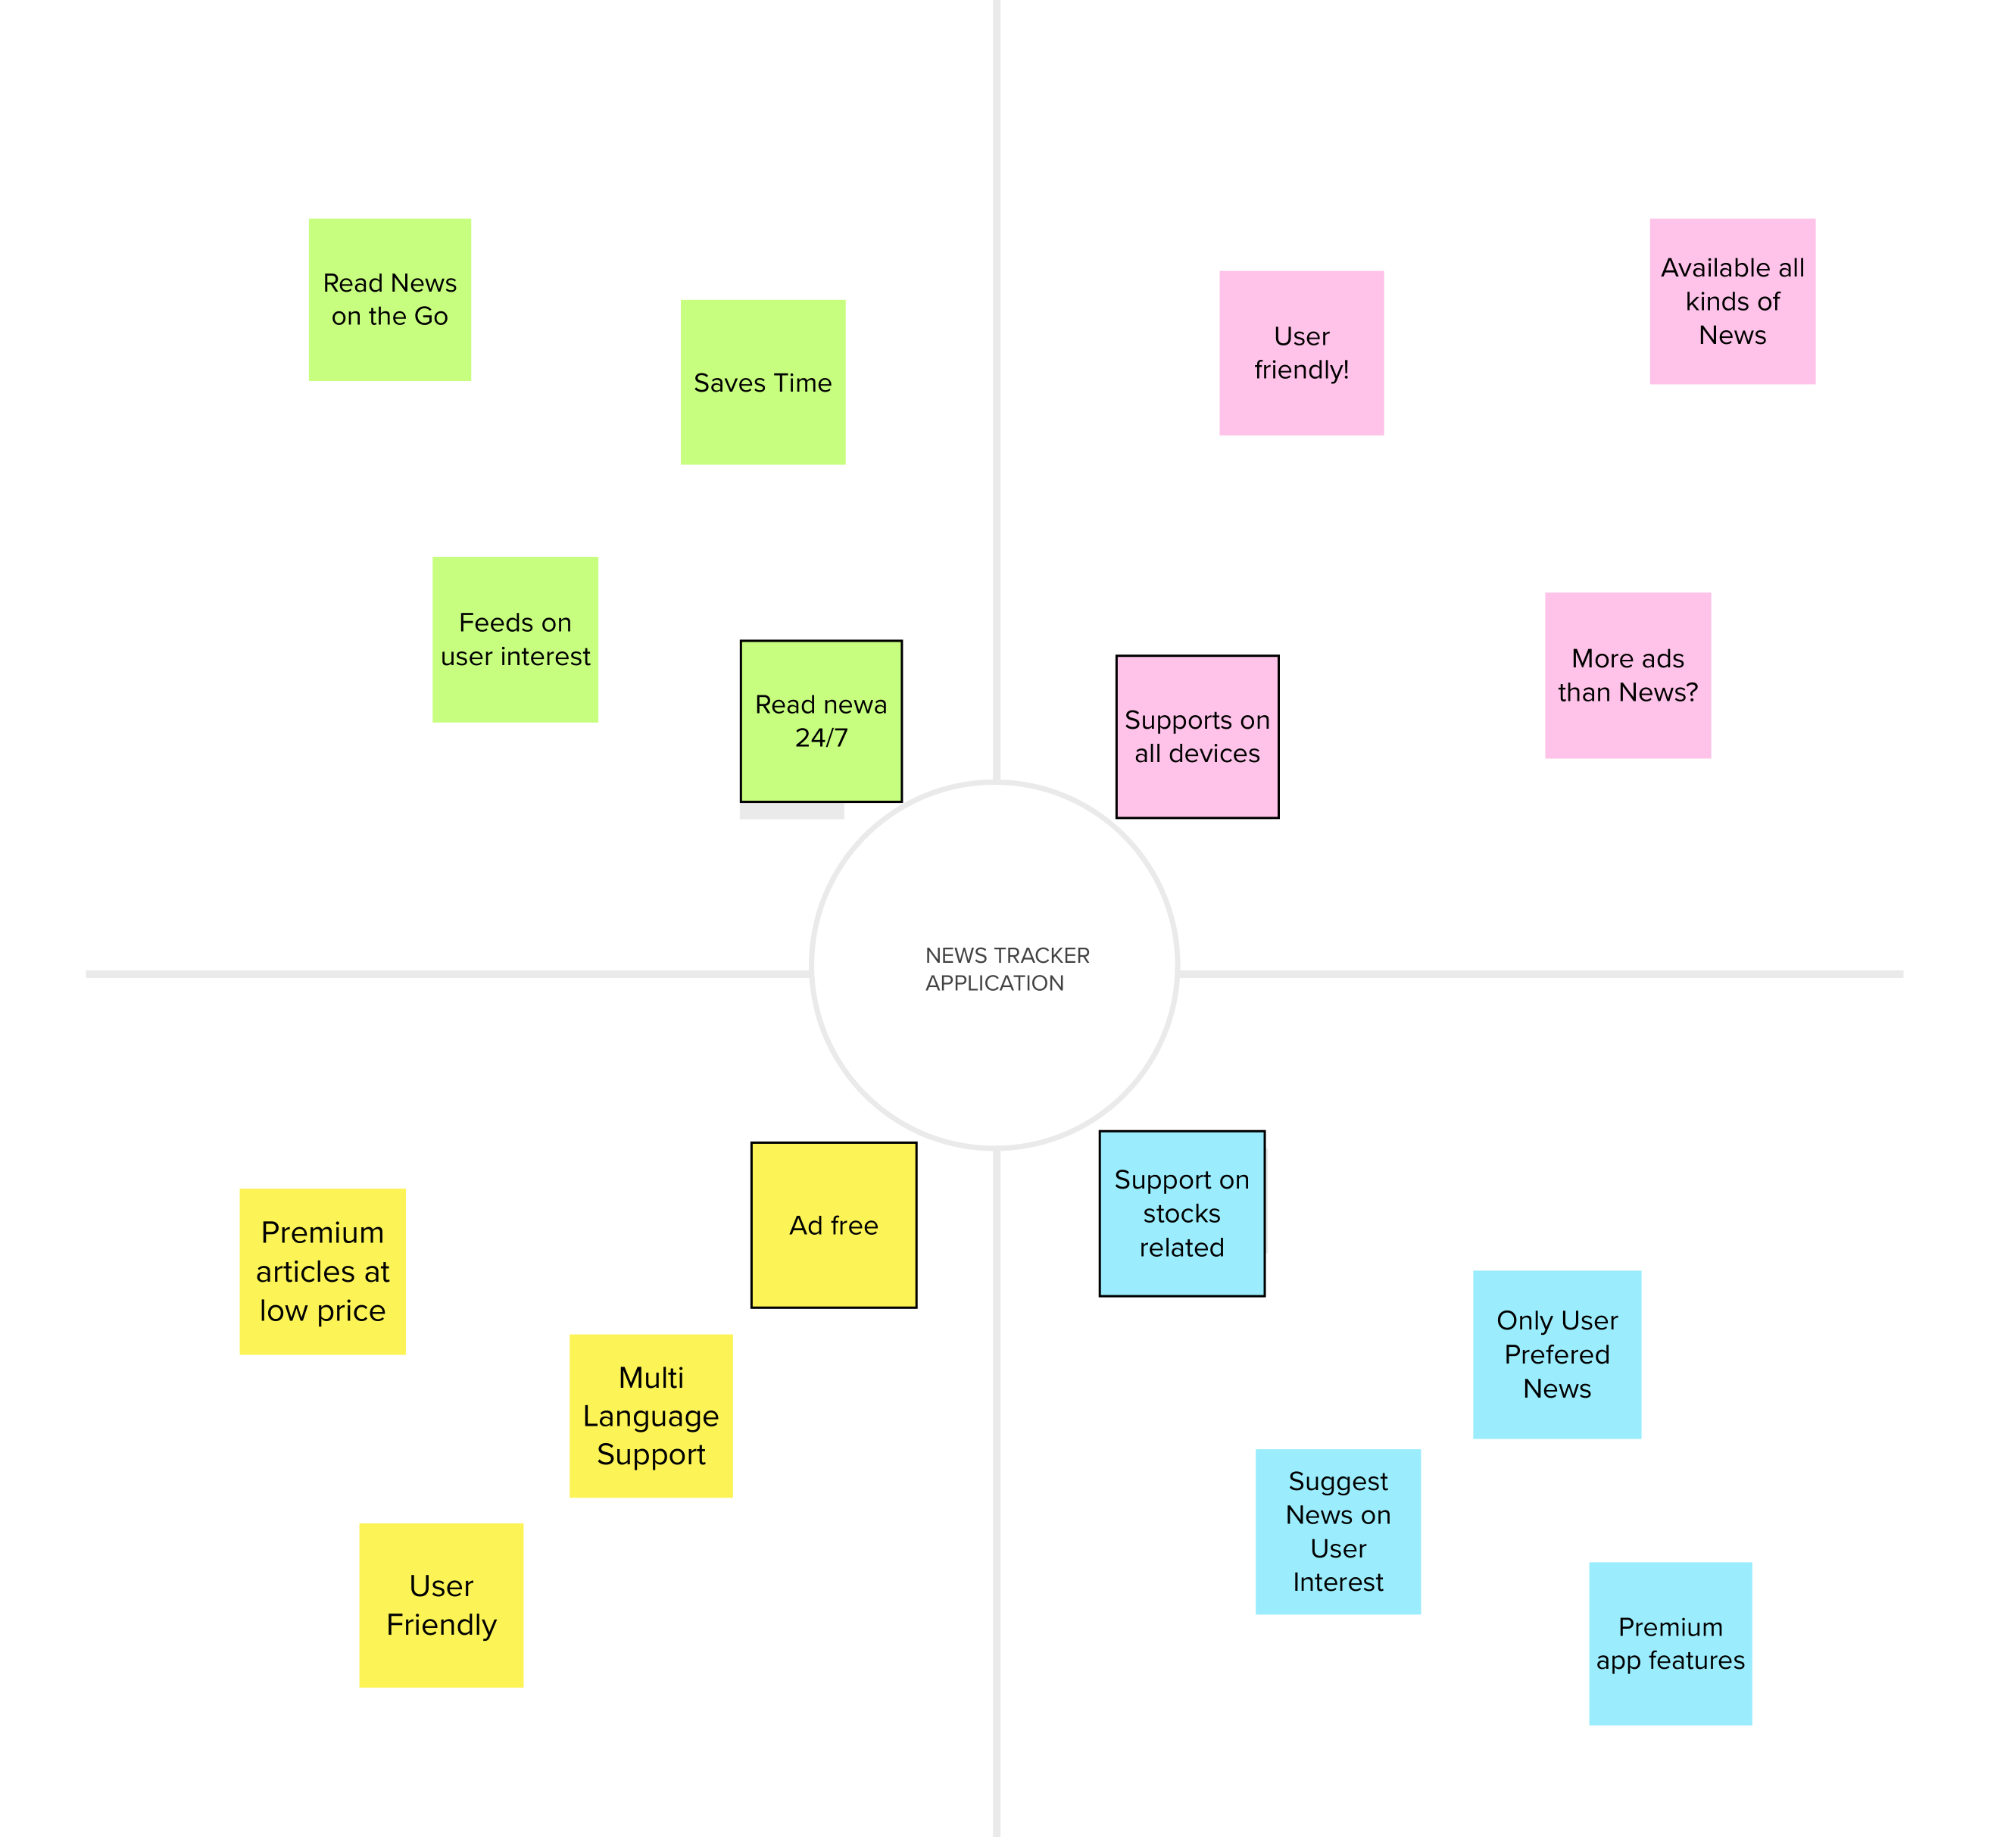 Read News
on the Go
Saves Time
Feeds on
user interest
Read newa
24/7
User
friendly!
Available all
kinds of
News
More ads
than News?
Supports on
all devices
NEWS TRACKER
APPLICATION
Premium
articles at
low price
Ad free
Multi
Language
Support
User
Friendly
Support on
stocks
related
Only User
Prefered
News
Suggest
News on
User
Interest
Premium
app features